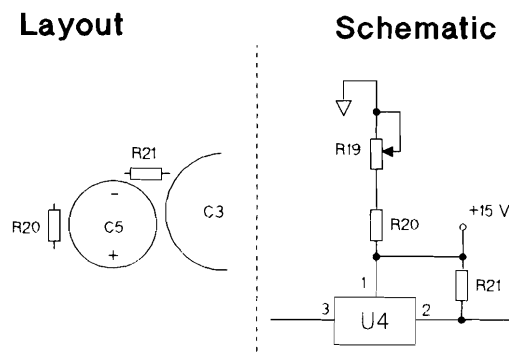 Layout
Schematic
R19
R21
R20
C5
-
+
C3
R20
+15 V
R21
1
3
U4
2